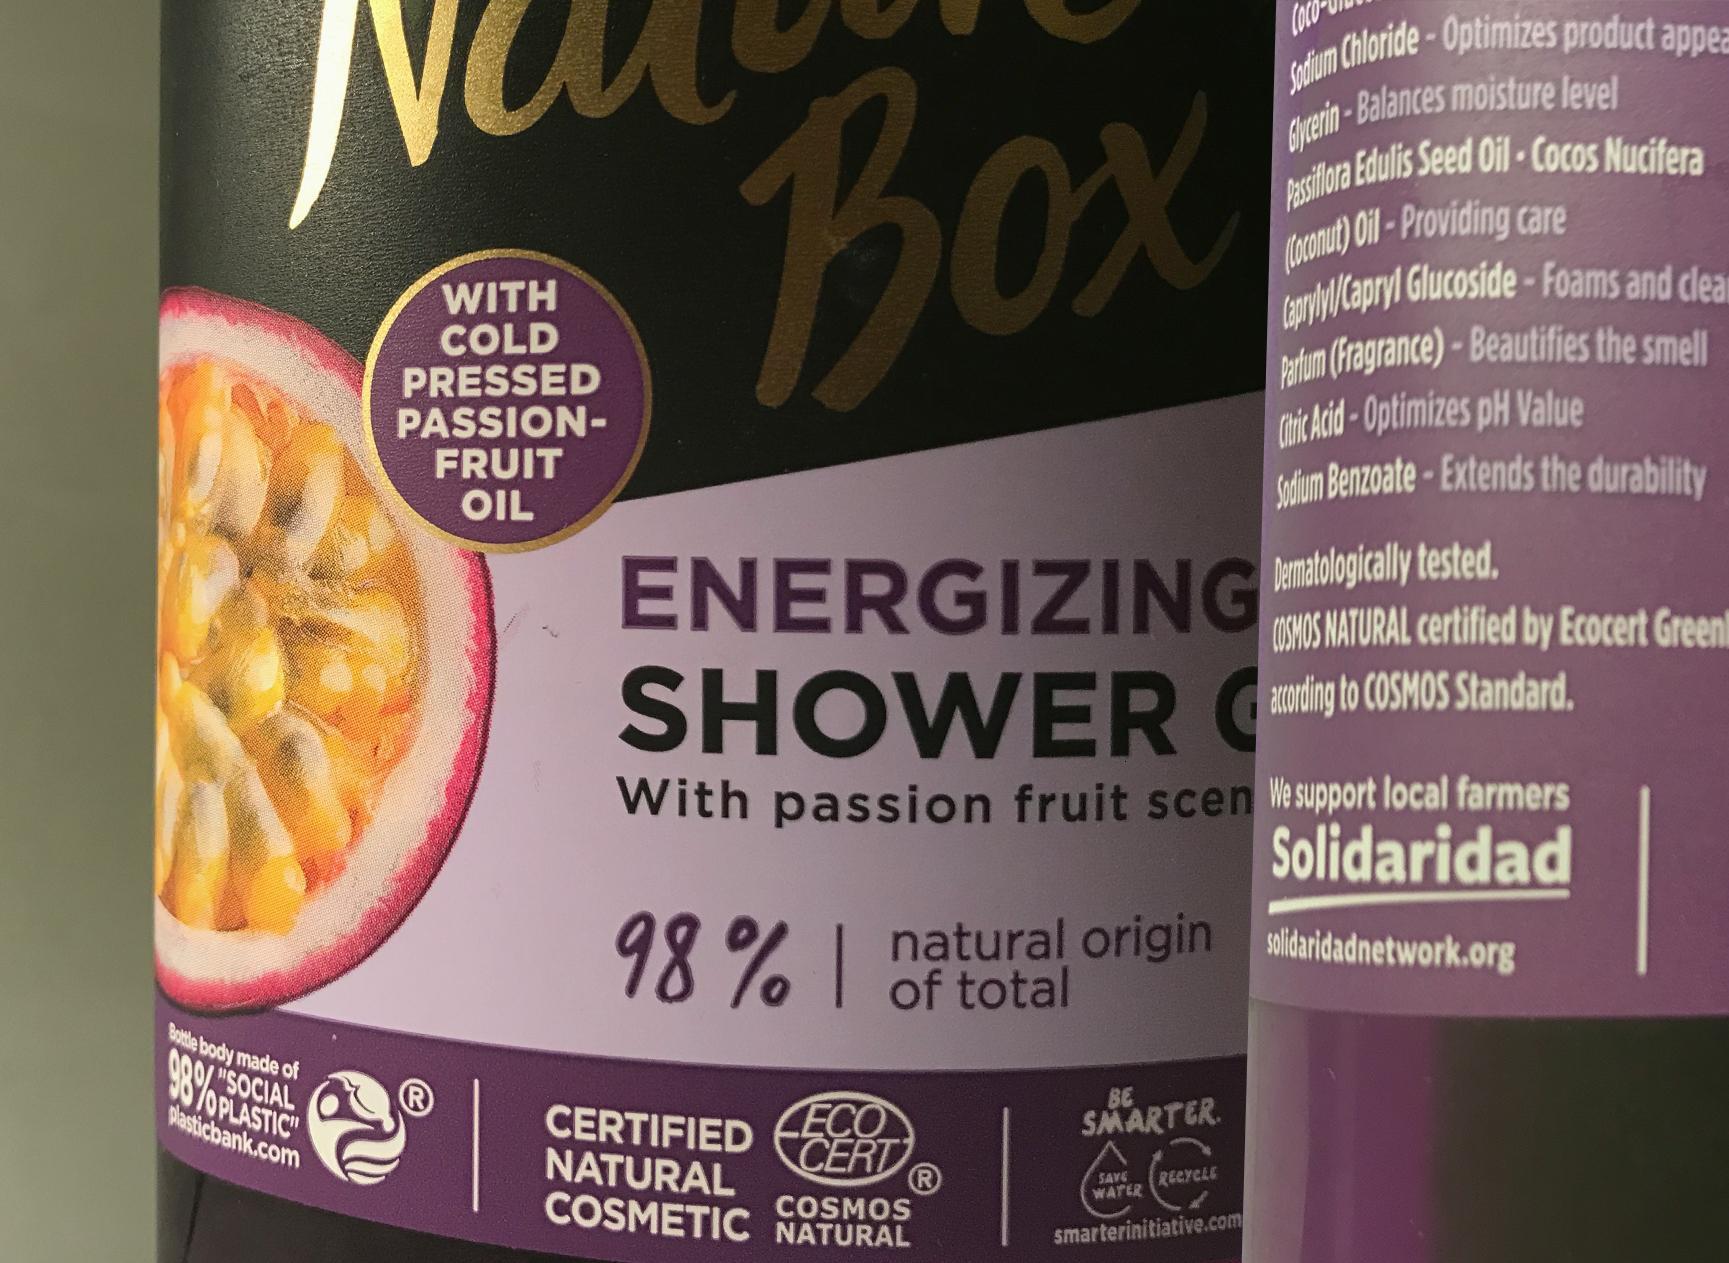 Nature
Box
WITH
COLD
PRESSED
PASSION-
FRUIT
OIL
ENERGIZING
SHOWER G
With passion fruit scen
98% | natural origin
of total
Bottle body made of
98% "SOCIAL
PLASTIC"
plasticbank.com
®
CERTIFIED
NATURAL
COSMETIC
ECO
CERT
®
COSMOS
NATURAL
BE
SMARTER.
SAVE
WATER
RECYCLE
smarterinitiative.com
Sodium Chloride - Optimizes product appea
Glycerin - Balances moisture level
Passiflora Edulis Seed Oil · Cocos Nucifera
(Coconut) Oil - Providing care
Caprylyl/Capryl Glucoside - Foams and clea
Parfum (Fragrance) - Beautifies the smell
Citric Acid - Optimizes pH Value
Sodium Benzoate - Extends the durability
Dermatologically tested.
COSMOS NATURAL certified by Ecocert Greenl
according to COSMOS Standard.
We support local farmers
Solidaridad
solidaridadnetwork.org